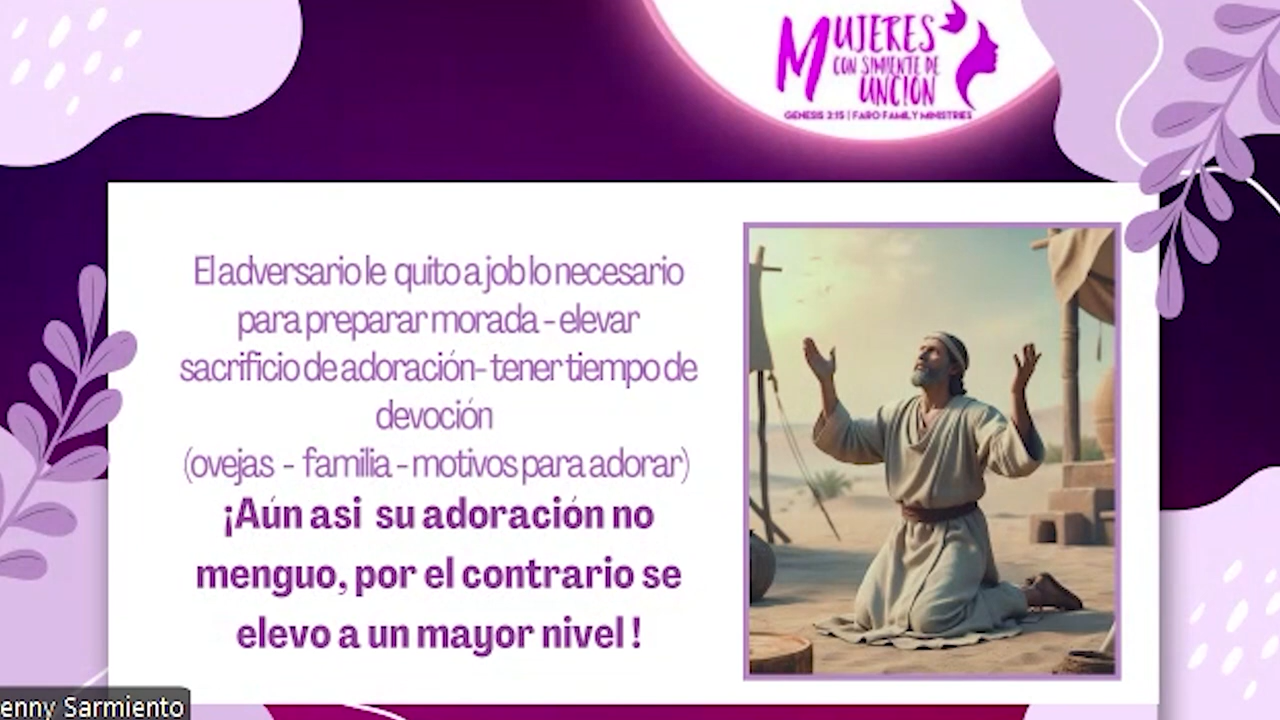 MUJERES
CON SIMIENTE DE
UNCION
GENESIS 3:15 | FARO FAMILY MINISTRIES
El adversario le quito a job lo necesario
para preparar morada - elevar
sacrificio de adoración- tener tiempo de
devoción
(ovejas - familia - motivos para adorar)
¡Aún asi su adoración no
menguo, por el contrario se
elevo a un mayor nivel !
enny Sarmiento